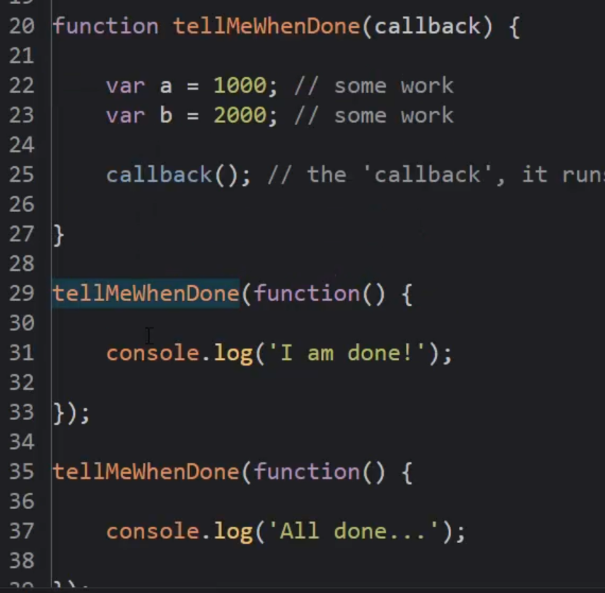 20 function tellMeWhenDone(callback) {
21
22     var a = 1000; // some work
23     var b = 2000; // some work
24
25     callback(); // the 'callback', it run
26
27 }
28
29 tellMeWhenDone(function() {
30
31     console.log('I am done!');
32
33 });
34
35 tellMeWhenDone(function() {
36
37     console.log('All done...');
38
});